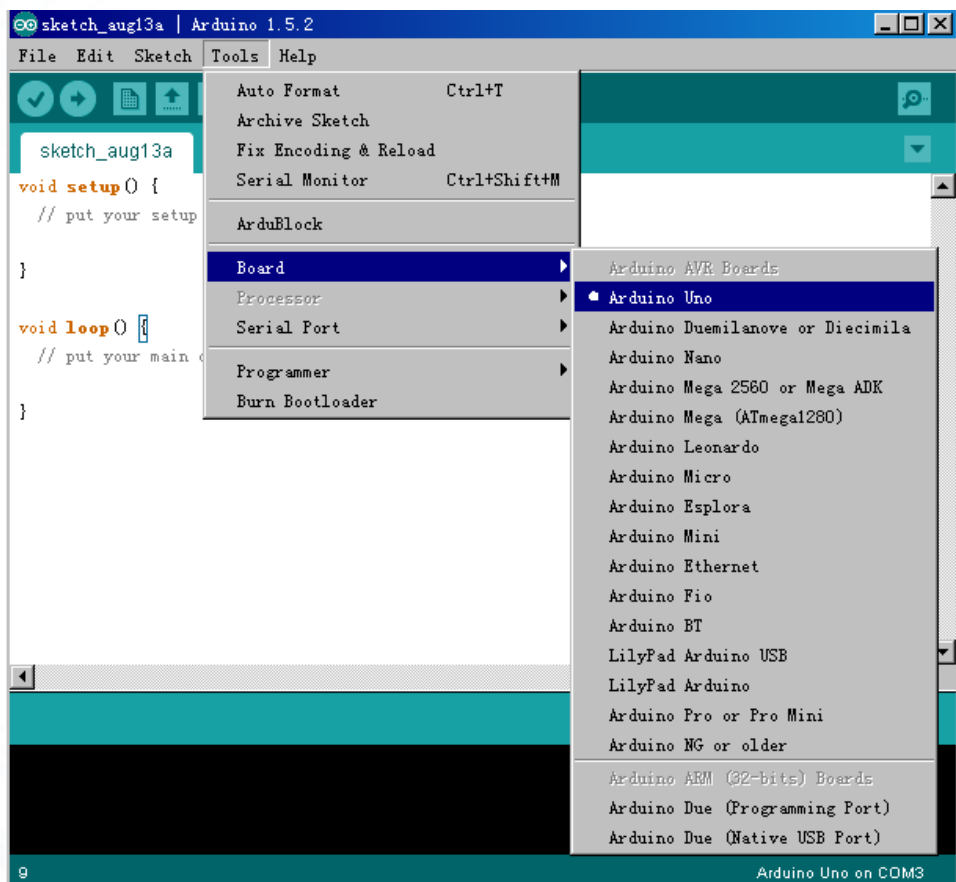 sketch_aug13a | Arduino 1.5.2
File Edit Sketch Tools Help
sketch_aug13a
void setup() {
// put your setup
}
void loop() {
// put your main
}
Auto Format Ctrl+T
Archive Sketch
Fix Encoding & Reload
Serial Monitor Ctrl+Shift+M
ArduBlock
Board
Processor
Serial Port
Programmer
Burn Bootloader
Arduino AVR Boards
Arduino Uno
Arduino Duemilanove or Diecimila
Arduino Nano
Arduino Mega 2560 or Mega ADK
Arduino Mega (ATmega1280)
Arduino Leonardo
Arduino Micro
Arduino Esplora
Arduino Mini
Arduino Ethernet
Arduino Fio
Arduino BT
LilyPad Arduino USB
LilyPad Arduino
Arduino Pro or Pro Mini
Arduino NG or older
Arduino ARM (32-bits) Boards
Arduino Due (Programming Port)
Arduino Due (Native USB Port)
9 Arduino Uno on COM3